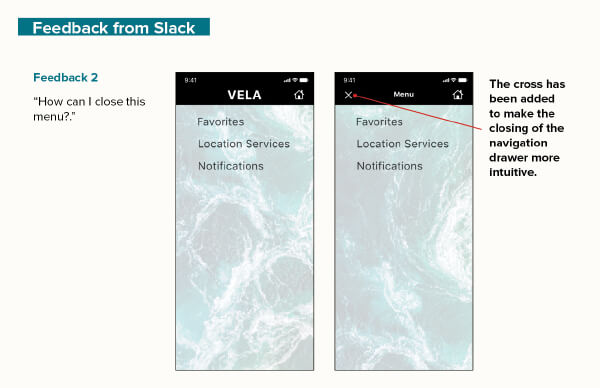 Feedback from Slack
Feedback 2
“How can I close this
menu?.”
9:41
VELA
Favorites
Location Services
Notifications
9:41
Menu
Favorites
Location Services
Notifications
The cross has
been added
to make the
closing of the
navigation
drawer more
intuitive.